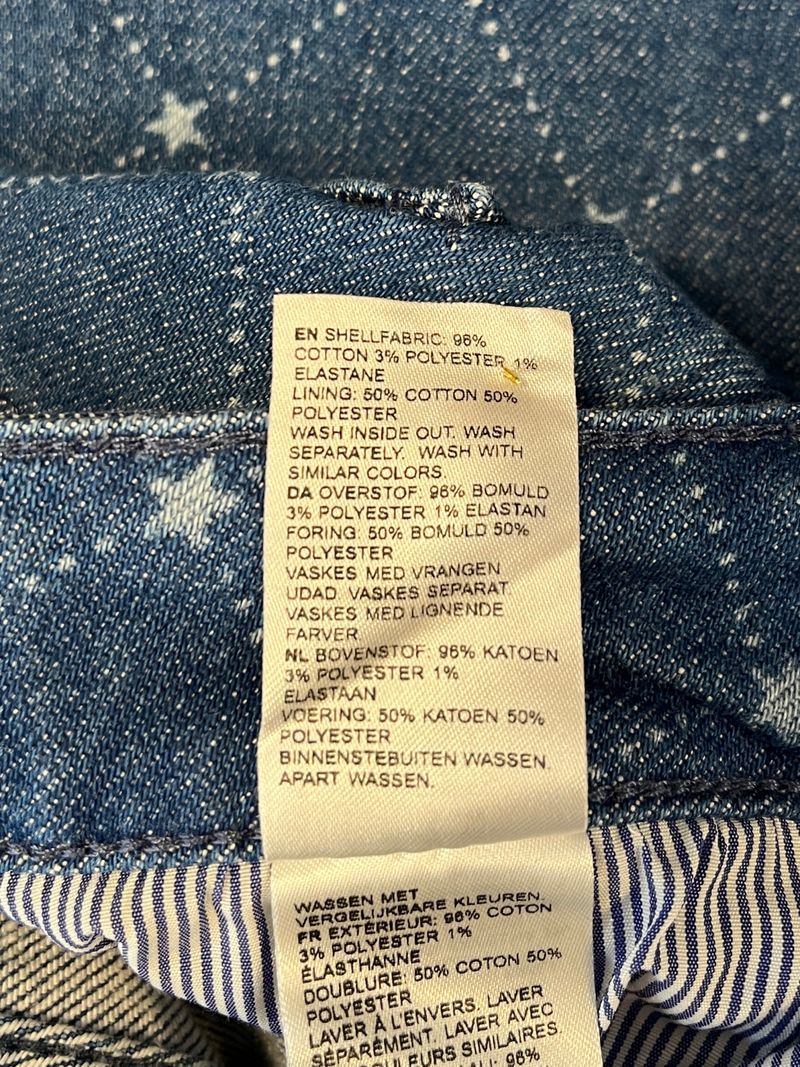 EN SHELLFABRIC: 96%
COTTON 3% POLYESTER 1%
ELASTANE
LINING: 50% COTTON 50%
POLYESTER
WASH INSIDE OUT. WASH
SEPARATELY. WASH WITH
SIMILAR COLORS.
DA OVERSTOF: 96% BOMULD
3% POLYESTER 1% ELASTAN
FORING: 50% BOMULD 50%
POLYESTER
VASKES MED VRANGEN
UDAD. VASKES SEPARAT.
VASKES MED LIGNENDE
FARVER
NL BOVENSTOF: 96% KATOEN
3% POLYESTER 1%
ELASTAAN
VOERING: 50% KATOEN 50%
POLYESTER
BINNENSTEBUITEN WASSEN.
APART WASSEN.
WASSEN MET
VERGELIJKBARE KLEUREN.
FR EXTÉRIEUR: 96% COTON
3% POLYESTER 1%
ÉLASTHANNE
DOUBLURE: 50% COTON 50%
POLYESTER
LAVER À L'ENVERS. LAVER
SÉPARÉMENT. LAVER AVEC
COULEURS SIMILAIRES.
96%